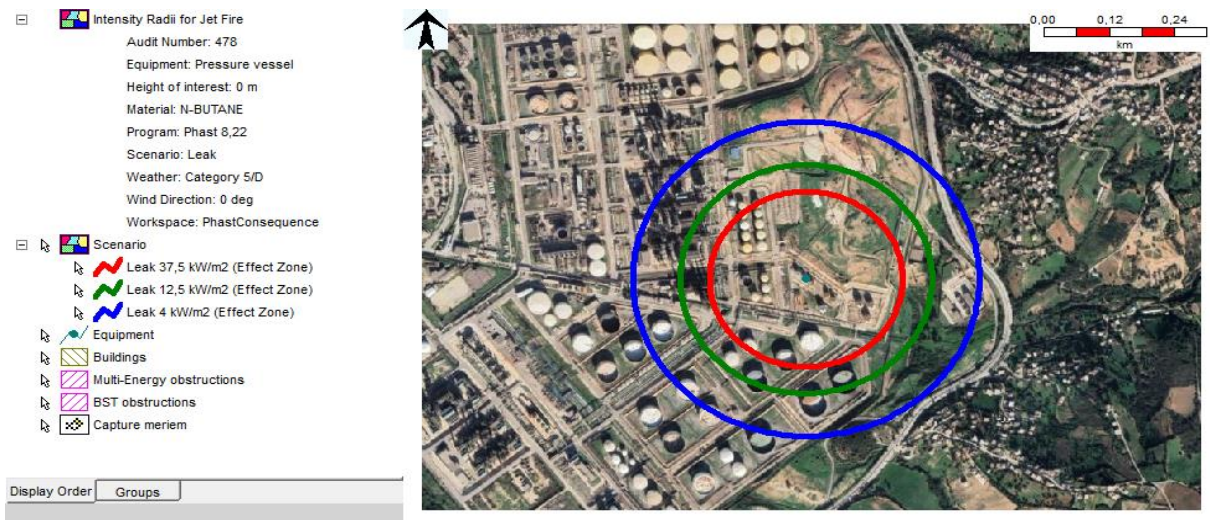 Intensity Radii for Jet Fire
Audit Number: 478
Equipment: Pressure vessel
Height of interest: 0 m
Material: N-BUTANE
Program: Phast 8,22
Scenario: Leak
Weather: Category 5/D
Wind Direction: 0 deg
Workspace: PhastConsequence
Scenario
Leak 37,5 kW/m2 (Effect Zone)
Leak 12,5 kW/m2 (Effect Zone)
Leak 4 kW/m2 (Effect Zone)
Equipment
Buildings
Multi-Energy obstructions
BST obstructions
Capture meriem
Display Order Groups
0,00 0,12 0,24
km